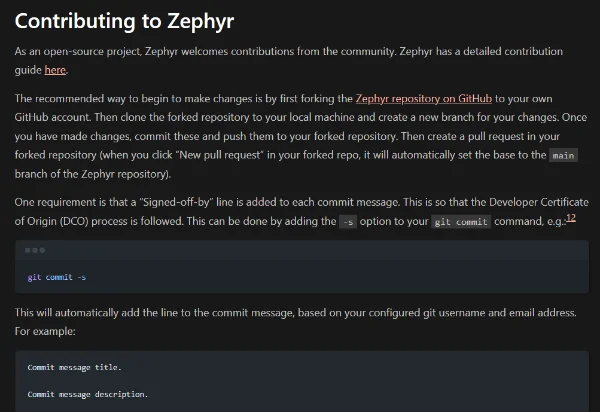 Contributing to Zephyr
As an open-source project, Zephyr welcomes contributions from the community. Zephyr has a detailed contribution
guide here.
The recommended way to begin to make changes is by first forking the Zephyr repository on GitHub to your own
GitHub account. Then clone the forked repository to your local machine and create a new branch for your changes. Once
you have made changes, commit these and push them to your forked repository. Then create a pull request in your
forked repository (when you click “New pull request” in your forked repo, it will automatically set the base to the main
branch of the Zephyr repository).
One requirement is that a “Signed-off-by” line is added to each commit message. This is so that the Developer Certificate
of Origin (DCO) process is followed. This can be done by adding the -s option to your git commit command, e.g.:12
git commit -s
This will automatically add the line to the commit message, based on your configured git username and email address.
For example:
Commit message title.
Commit message description.